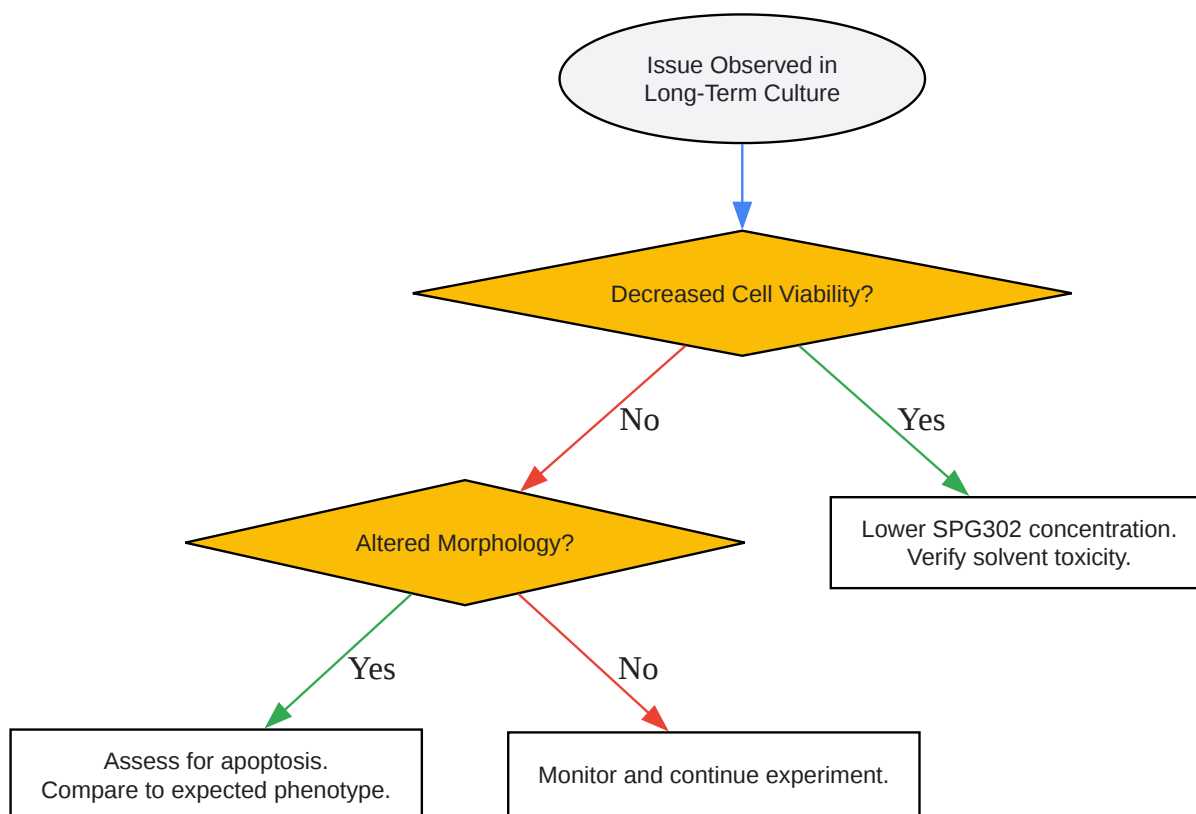 Issue Observed in
Long-Term Culture
Decreased Cell Viability?
No
Yes
Altered Morphology?
Lower SPG302 concentration.
Verify solvent toxicity.
Yes
No
Assess for apoptosis.
Compare to expected phenotype.
Monitor and continue experiment.